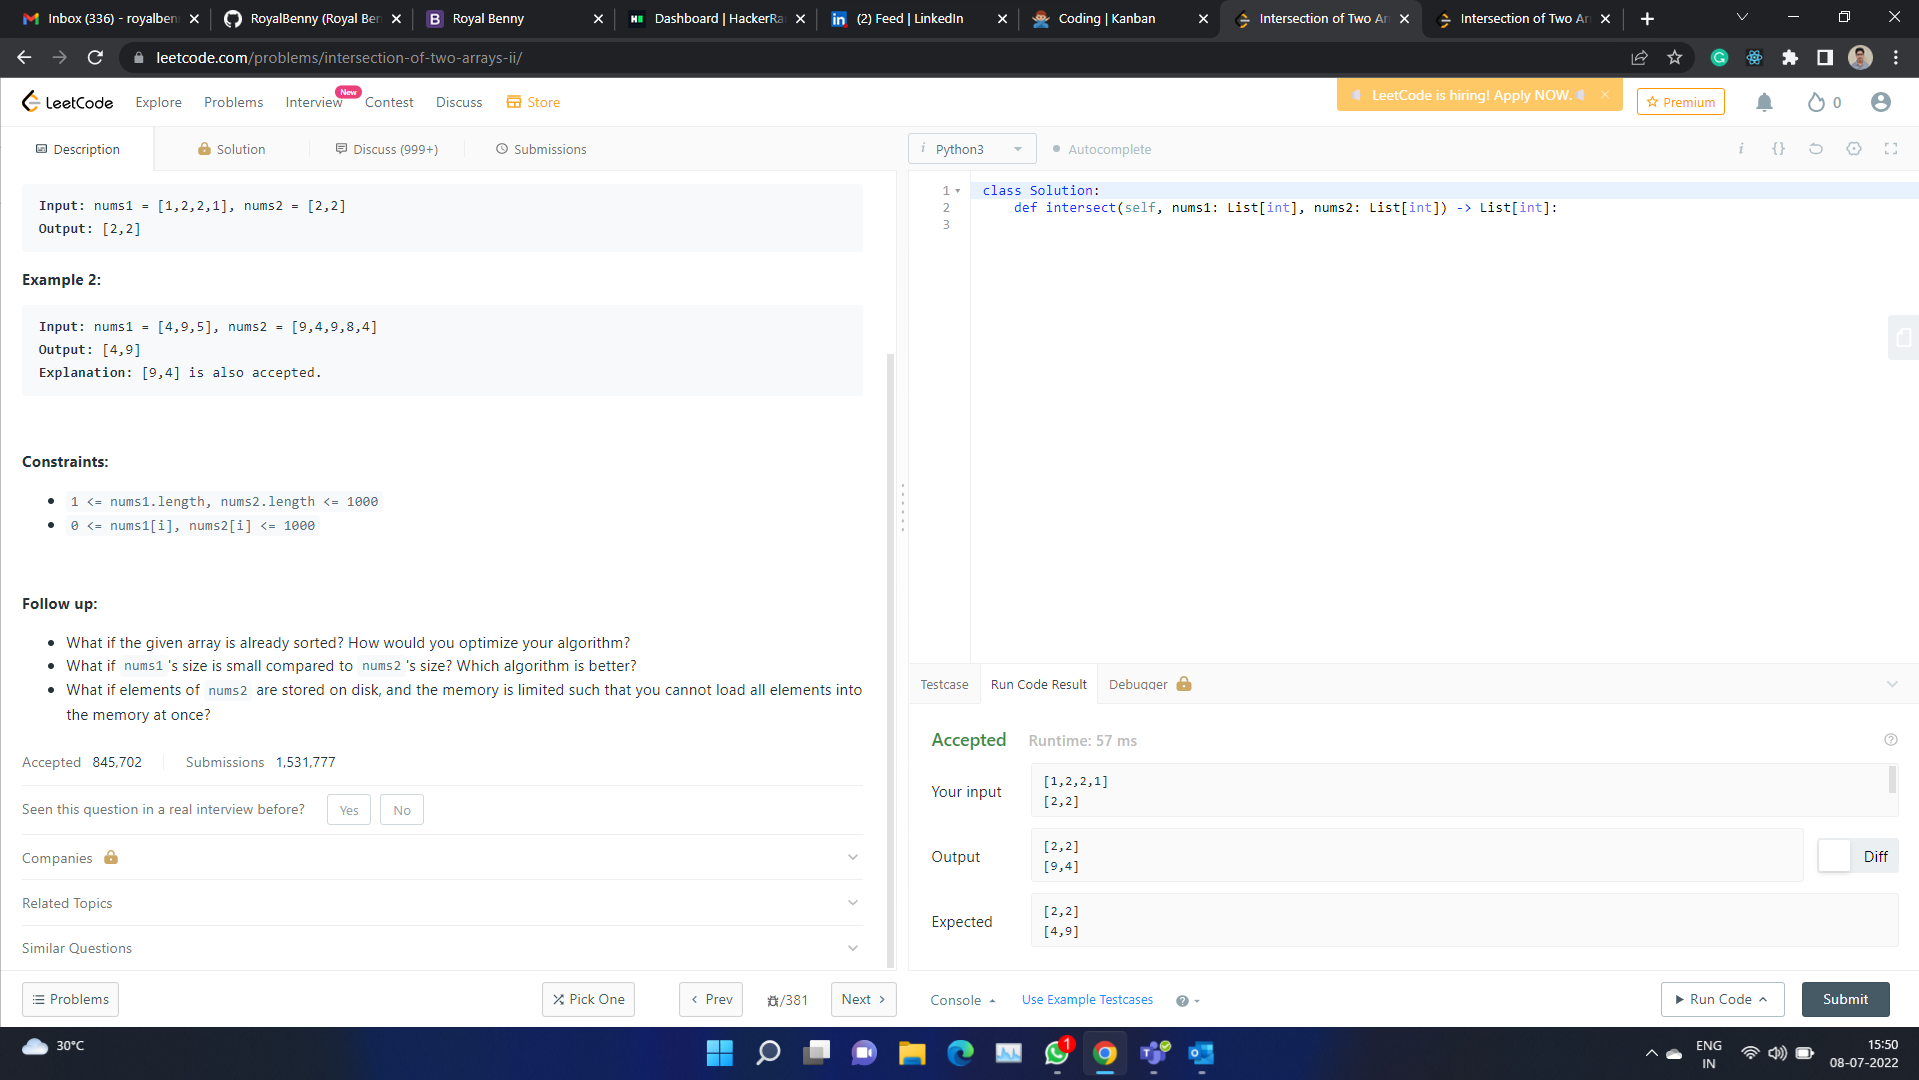 Inbox (336) - royalben
RoyalBenny (Royal Ben
Royal Benny
Dashboard | HackerRa
(2) Feed | LinkedIn
Coding | Kanban
Intersection of Two Ar
Intersection of Two Ar
leetcode.com/problems/intersection-of-two-arrays-ii/
LeetCode
Explore
Problems
Interview
New
Contest
Discuss
Store
LeetCode is hiring! Apply NOW.
Premium
0
Description
Solution
Discuss (999+)
Submissions
i Python3
Autocomplete
Input: nums1 = [1,2,2,1], nums2 = [2,2]
Output: [2,2]
Example 2:
Input: nums1 = [4,9,5], nums2 = [9,4,9,8,4]
Output: [4,9]
Explanation: [9,4] is also accepted.
Constraints:
1 <= nums1.length, nums2.length <= 1000
0 <= nums1[i], nums2[i] <= 1000
Follow up:
What if the given array is already sorted? How would you optimize your algorithm?
What if nums1 's size is small compared to nums2 's size? Which algorithm is better?
What if elements of nums2 are stored on disk, and the memory is limited such that you cannot load all elements into
the memory at once?
Accepted 845,702
Submissions 1,531,777
Seen this question in a real interview before?
Yes
No
Companies
Related Topics
Similar Questions
Problems
Pick One
Prev
/381
Next
i {}
1 class Solution:
2 def intersect(self, nums1: List[int], nums2: List[int]) -> List[int]:
3
Testcase
Run Code Result
Debugger
Accepted
Runtime: 57 ms
Your input
[1,2,2,1]
[2,2]
Output
[2,2]
[9,4]
Diff
Expected
[2,2]
[4,9]
Console
Use Example Testcases
Run Code
Submit
30°C
1
ENG
IN
15:50
08-07-2022